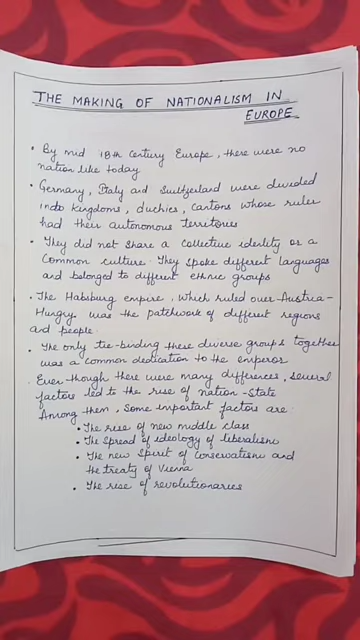 THE MAKING OF NATIONALISM IN
EUROPE
• By mid 18th Century Europe, there were no
nation like today
• Germany, Italy and Switzerland were divided
into kingdoms, duchies, Cantons whose ruler
had their autonomous territories
• They did not share a collective identity or a
Common culture. They spoke different languages
and belonged to different ethnic groups
• The Habsburg empire, which ruled over Austria-
Hungry was the patchwork of different regions
and people.
• The only tie-binding these diverse groups together
was a common dedication to the emperor
Even though there were many differences, several
factors led to the rise of nation-State
Among them, Some important factors are:
• The rise of new middle class
• The Spread of ideology of liberalism
• The new Spirit of Conservatism and
the treaty of Vienna
• The rise of revolutionaries